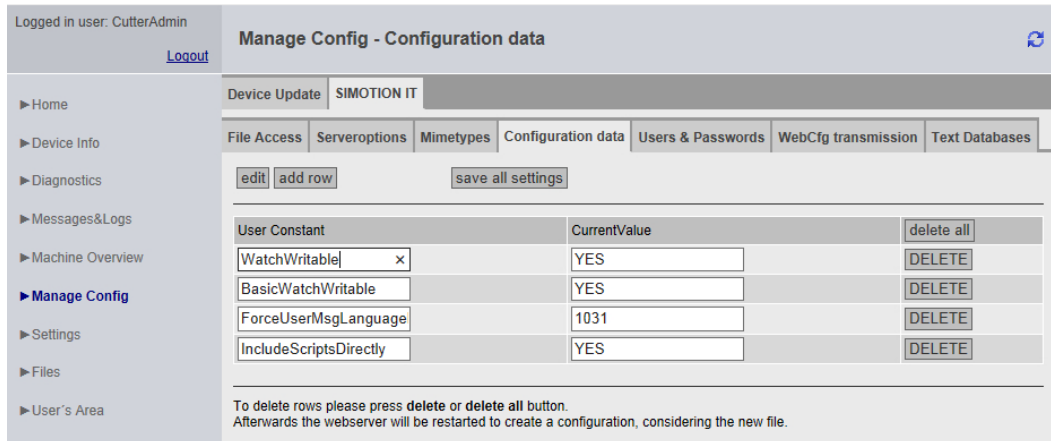 Logged in user: CutterAdmin
Logout
Manage Config - Configuration data
►Home
►Device Info
►Diagnostics
►Messages&Logs
►Machine Overview
►Manage Config
►Settings
►Files
►User´s Area
Device Update SIMOTION IT
File Access Serveroptions Mimetypes Configuration data Users & Passwords WebCfg transmission Text Databases
edit add row save all settings
User Constant CurrentValue delete all
WatchWritable × YES DELETE
BasicWatchWritable YES DELETE
ForceUserMsgLanguage 1031 DELETE
IncludeScriptsDirectly YES DELETE
To delete rows please press delete or delete all button.
Afterwards the webserver will be restarted to create a configuration, considering the new file.